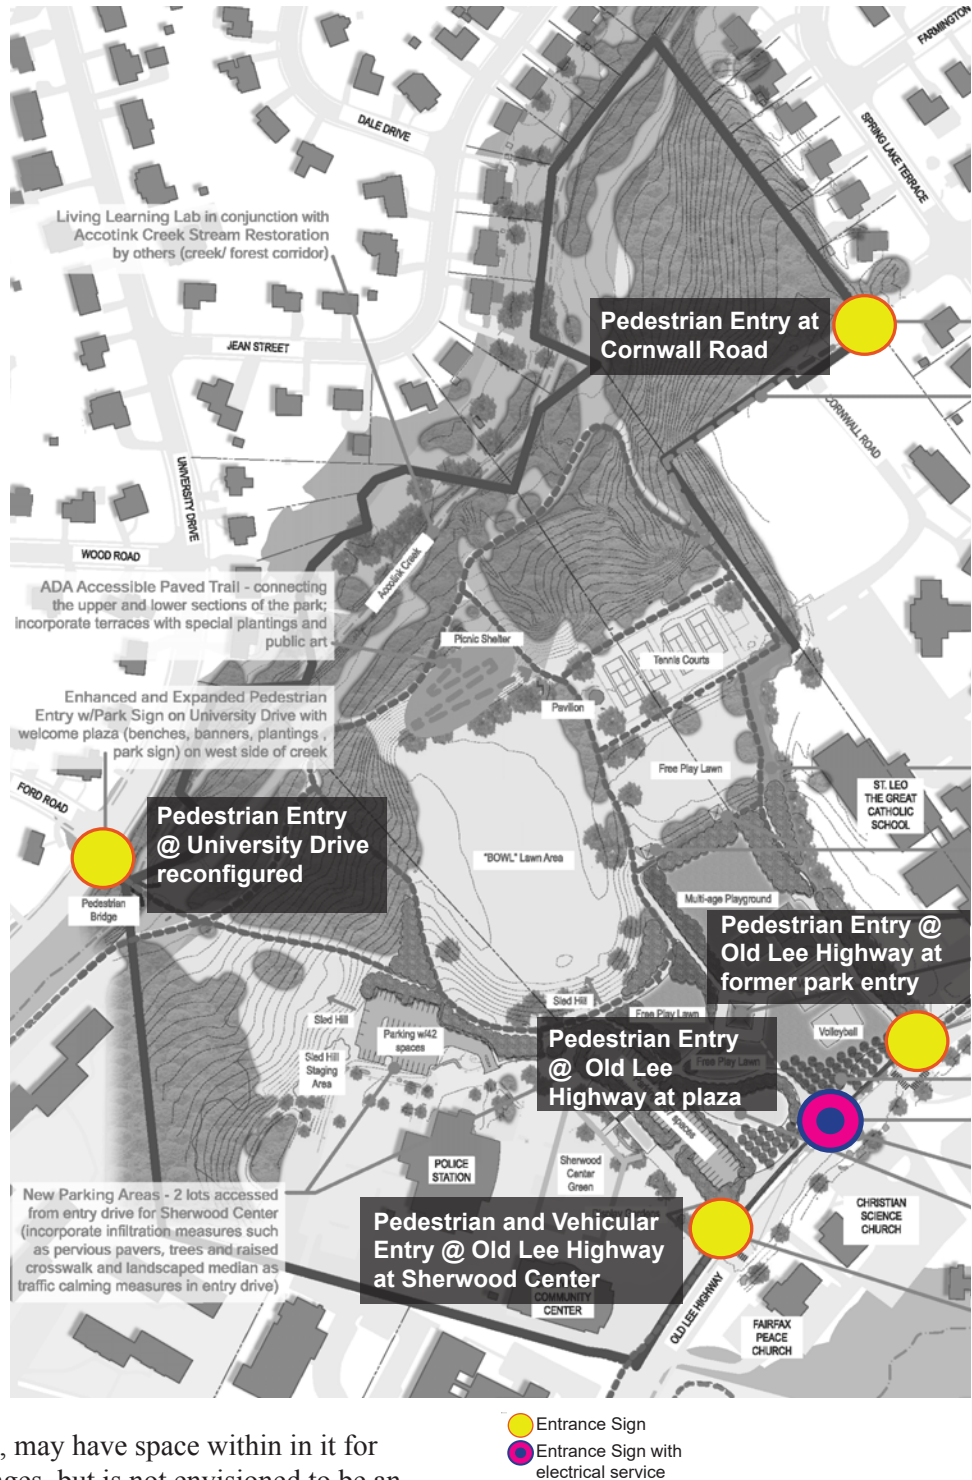 FARMINGTON
DALE DRIVE
SPRING LAKE TERRACE
Living Learning Lab in conjunction with
Accotink Creek Stream Restoration
by others (creek/ forest corridor)
Pedestrian Entry at
Cornwall Road
JEAN STREET
CORNWALL ROAD
UNIVERSITY DRIVE
WOOD ROAD
Accotink Creek
ADA Accessible Paved Trail - connecting
the upper and lower sections of the park;
incorporate terraces with special plantings and
public art
Picnic Shelter
Tennis Courts
Enhanced and Expanded Pedestrian
Entry w/Park Sign on University Drive with
welcome plaza (benches, banners, plantings ,
park sign) on west side of creek
Pavilion
Free Play Lawn
FORD ROAD
ST. LEO
THE GREAT
CATHOLIC
SCHOOL
Pedestrian Entry
@ University Drive
reconfigured
"BOWL" Lawn Area
Multi-age Playground
Pedestrian
Bridge
Pedestrian Entry @
Old Lee Highway at
former park entry
Sled Hill
Free Play Lawn
Sled Hill
Parking w/42
spaces
Volleyball
Pedestrian Entry
@ Old Lee
Highway at plaza
Free Play Lawn
Sled Hill
Staging
Area
spaces
POLICE
STATION
Sherwood
Center
Green
New Parking Areas - 2 lots accessed
from entry drive for Sherwood Center
(incorporate infiltration measures such
as pervious pavers, trees and raised
crosswalk and landscaped median as
traffic calming measures in entry drive)
CHRISTIAN
SCIENCE
CHURCH
Pedestrian and Vehicular
Entry @ Old Lee Highway
at Sherwood Center
COMMUNITY
CENTER
OLD LEE HIGHWAY
FAIRFAX
PEACE
CHURCH
Entrance Sign
Entrance Sign with
electrical service
, may have space within in it for
but is not envisioned to be an